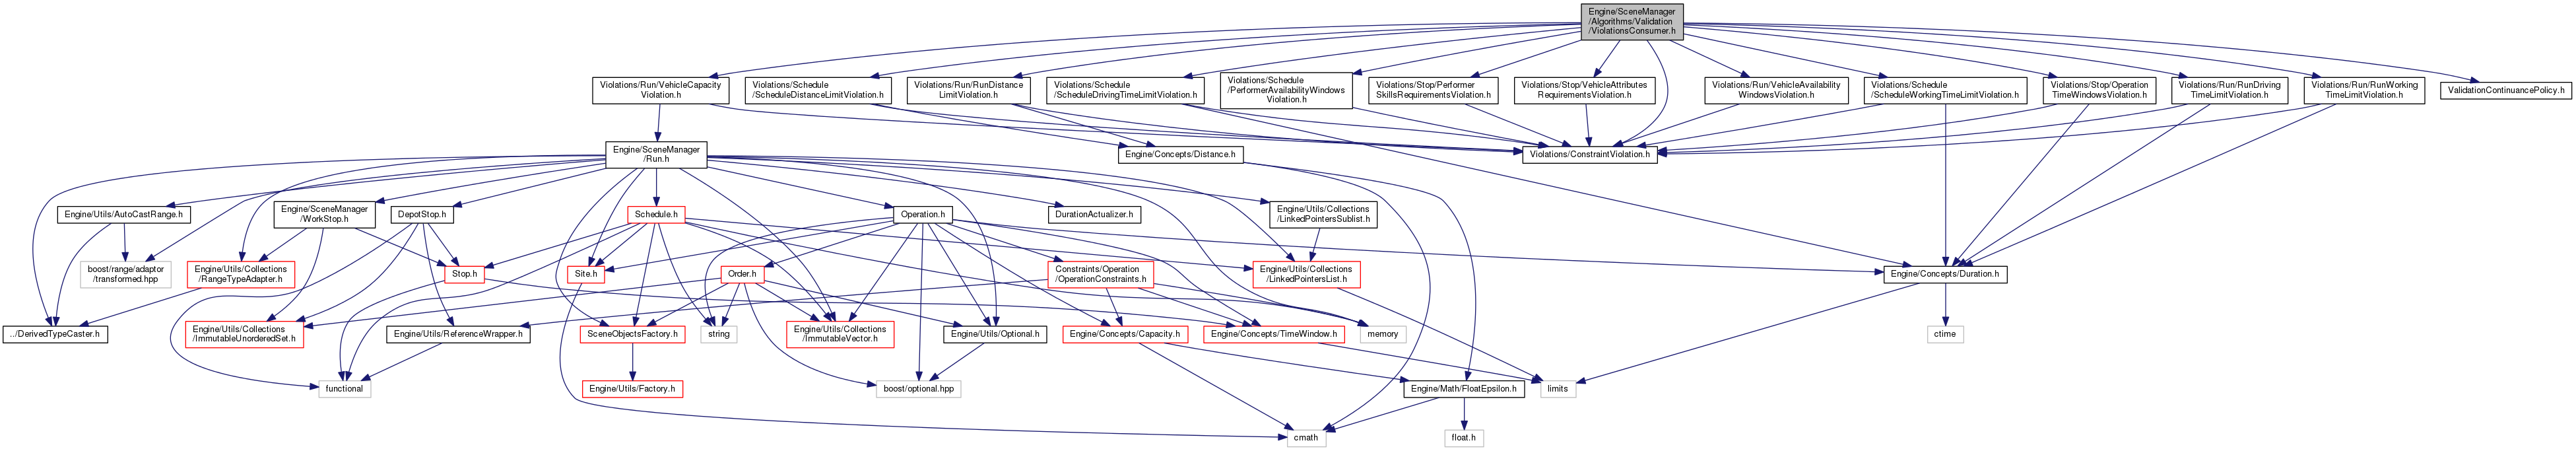 Engine/SceneManager
/Algorithms/Validation
/ViolationsConsumer.h
Violations/Run/VehicleCapacity
Violation.h
Violations/Schedule
/ScheduleDistanceLimitViolation.h
Violations/Run/RunDistance
LimitViolation.h
Violations/Schedule
/ScheduleDrivingTimeLimitViolation.h
Violations/Schedule
/PerformerAvailabilityWindows
Violation.h
Violations/Stop/Performer
SkillsRequirementsViolation.h
Violations/Stop/VehicleAttributes
RequirementsViolation.h
Violations/Run/VehicleAvailability
WindowsViolation.h
Violations/Schedule
/ScheduleWorkingTimeLimitViolation.h
Violations/Stop/Operation
TimeWindowsViolation.h
Violations/Run/RunDriving
TimeLimitViolation.h
Violations/Run/RunWorking
TimeLimitViolation.h
ValidationContinuancePolicy.h
Engine/SceneManager
/Run.h
Engine/Concepts/Distance.h
Violations/ConstraintViolation.h
Engine/Utils/AutoCastRange.h
Engine/SceneManager
/WorkStop.h
DepotStop.h
Schedule.h
Operation.h
DurationActualizer.h
Engine/Utils/Collections
/LinkedPointersSublist.h
boost/range/adaptor
/transformed.hpp
Engine/Utils/Collections
/RangeTypeAdapter.h
Stop.h
Site.h
Order.h
Constraints/Operation
/OperationConstraints.h
Engine/Utils/Collections
/LinkedPointersList.h
Engine/Concepts/Duration.h
../DerivedTypeCaster.h
Engine/Utils/Collections
/ImmutableUnorderedSet.h
Engine/Utils/ReferenceWrapper.h
SceneObjectsFactory.h
string
Engine/Utils/Collections
/ImmutableVector.h
Engine/Utils/Optional.h
Engine/Concepts/Capacity.h
Engine/Concepts/TimeWindow.h
memory
ctime
functional
Engine/Utils/Factory.h
boost/optional.hpp
Engine/Math/FloatEpsilon.h
limits
cmath
float.h